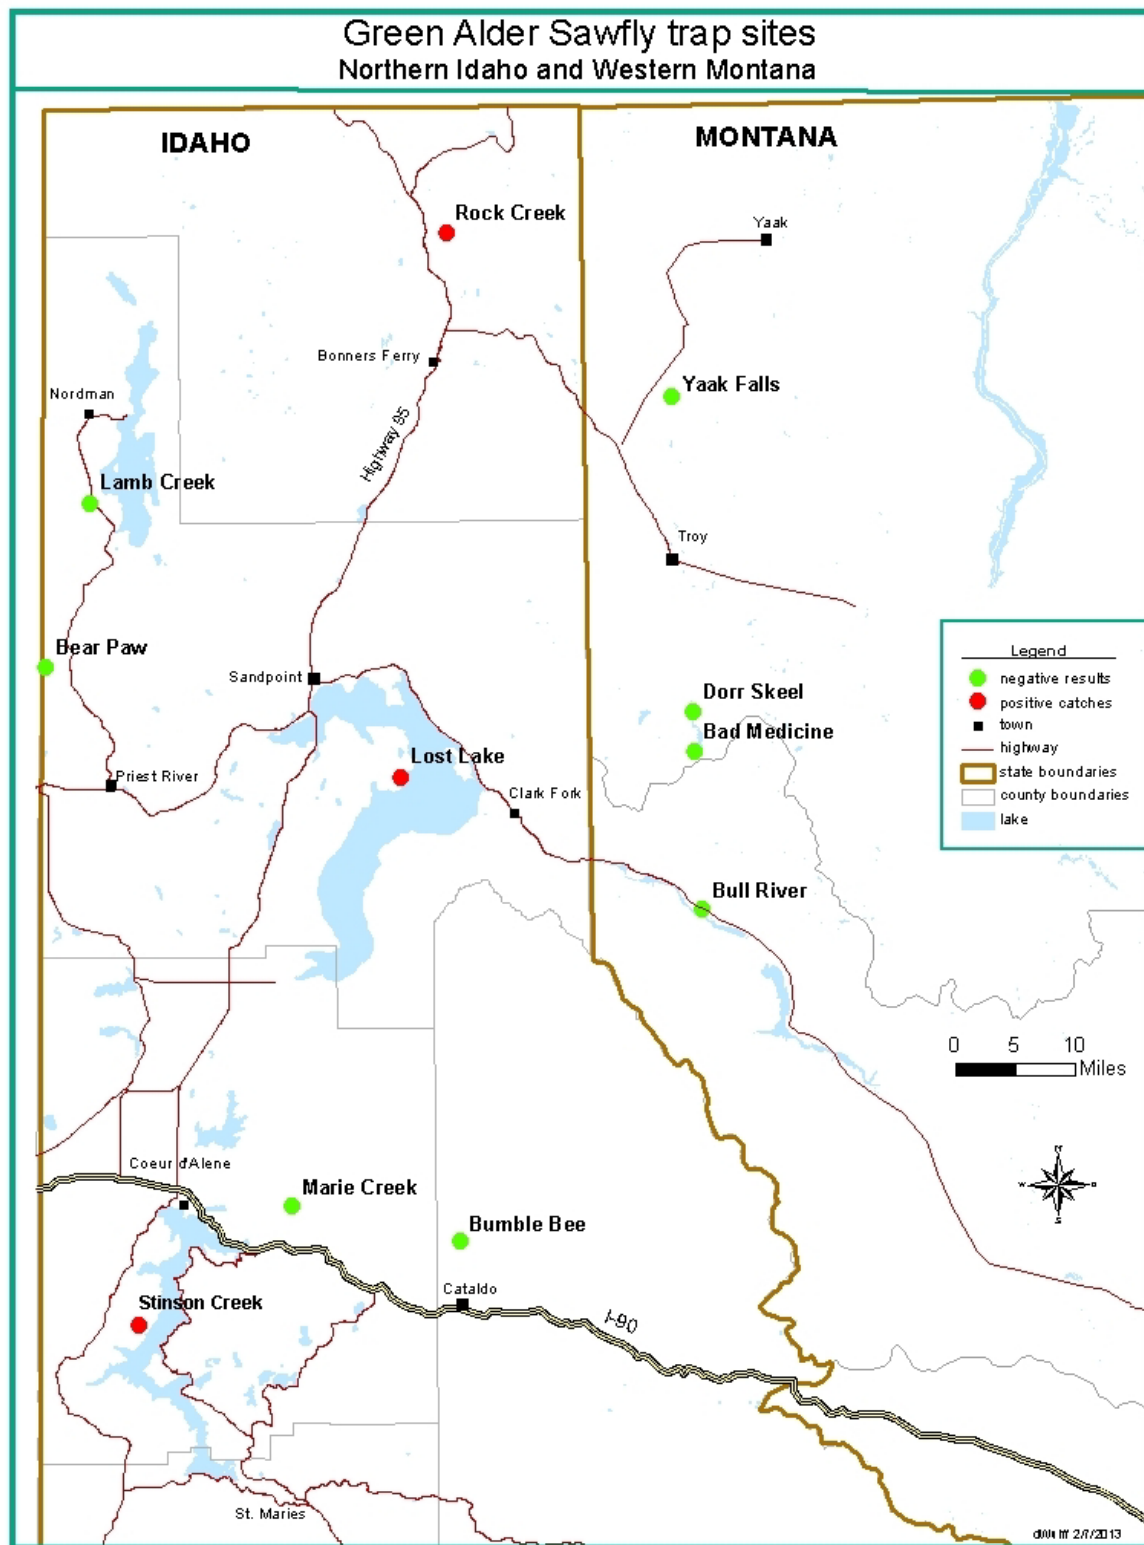 Green Alder Sawfly trap sites
Northern Idaho and Western Montana
IDAHO
MONTANA
Rock Creek
Yaak
Bonners Ferry
Yaak Falls
Nordman
Highway 95
Lamb Creek
Troy
Bear Paw
Legend
negative results
positive catches
town
highway
state boundaries
county boundaries
lake
Sandpoint
Dorr Skeel
Bad Medicine
Lost Lake
Priest River
Clark Fork
Bull River
0 5 10
Miles
Coeur d'Alene
N
W
S
Marie Creek
Bumble Bee
Cataldo
Stinson Creek
I-90
St. Maries
2/7/2013